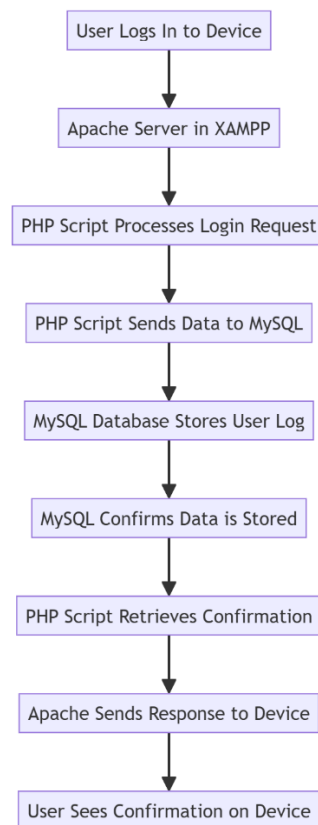 User Logs In to Device
Apache Server in XAMPP
PHP Script Processes Login Request
PHP Script Sends Data to MySQL
MySQL Database Stores User Log
MySQL Confirms Data is Stored
PHP Script Retrieves Confirmation
Apache Sends Response to Device
User Sees Confirmation on Device